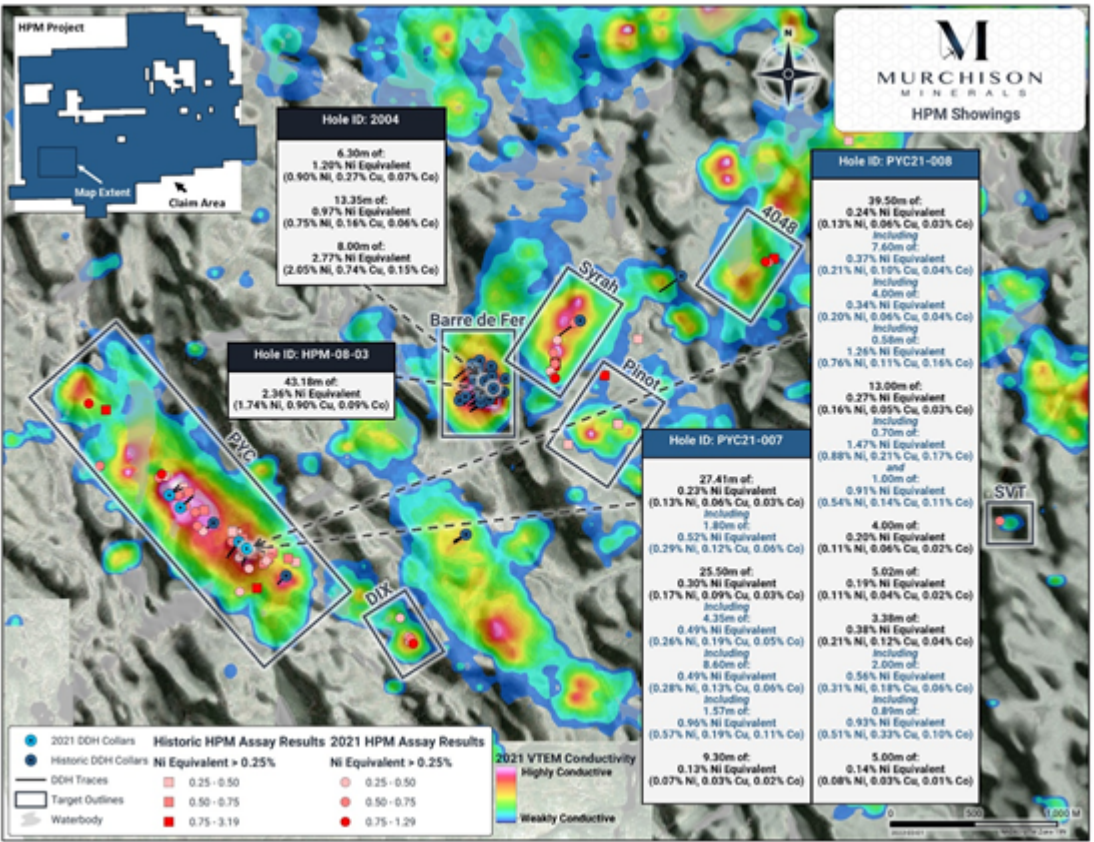 HPM Project
Map Extent
Claim Area
N
MURCHISON
MINERALS
HPM Showings
Hole ID: 2004
6.30m of:
1.20% Ni Equivalent
(0.90% Ni, 0.27% Cu, 0.07% Co)
13.35m of:
0.97% Ni Equivalent
(0.75% Ni, 0.16% Cu, 0.06% Co)
8.00m of:
2.77% Ni Equivalent
(2.05% Ni, 0.74% Cu, 0.15% Co)
Hole ID: HPM-08-03
43.18m of:
2.36% Ni Equivalent
(1.74% Ni, 0.90% Cu, 0.09% Co)
Barre de Fer
Syrah
4048
Pinot
PYC
DIX
SVT
Hole ID: PYC21-007
27.41m of:
0.23% Ni Equivalent
(0.13% Ni, 0.06% Cu, 0.03% Co)
Including
1.80m of:
0.52% Ni Equivalent
(0.29% Ni, 0.12% Cu, 0.06% Co)
25.50m of:
0.30% Ni Equivalent
(0.17% Ni, 0.09% Cu, 0.03% Co)
Including
4.35m of:
0.49% Ni Equivalent
(0.26% Ni, 0.19% Cu, 0.05% Co)
Including
8.60m of:
0.49% Ni Equivalent
(0.28% Ni, 0.13% Cu, 0.06% Co)
Including
1.57m of:
0.96% Ni Equivalent
(0.57% Ni, 0.19% Cu, 0.11% Co)
9.30m of:
0.13% Ni Equivalent
(0.07% Ni, 0.03% Cu, 0.02% Co)
Hole ID: PYC21-008
39.50m of:
0.24% Ni Equivalent
(0.13% Ni, 0.06% Cu, 0.03% Co)
Including
7.60m of:
0.37% Ni Equivalent
(0.21% Ni, 0.10% Cu, 0.04% Co)
Including
4.00m of:
0.34% Ni Equivalent
(0.20% Ni, 0.06% Cu, 0.04% Co)
Including
0.58m of:
1.26% Ni Equivalent
(0.76% Ni, 0.11% Cu, 0.16% Co)
13.00m of:
0.27% Ni Equivalent
(0.16% Ni, 0.05% Cu, 0.03% Co)
Including
0.70m of:
1.47% Ni Equivalent
(0.88% Ni, 0.21% Cu, 0.17% Co)
and
1.00m of:
0.91% Ni Equivalent
(0.54% Ni, 0.14% Cu, 0.11% Co)
4.00m of:
0.20% Ni Equivalent
(0.11% Ni, 0.06% Cu, 0.02% Co)
5.02m of:
0.19% Ni Equivalent
(0.11% Ni, 0.04% Cu, 0.02% Co)
3.38m of:
0.38% Ni Equivalent
(0.21% Ni, 0.12% Cu, 0.04% Co)
Including
2.00m of:
0.56% Ni Equivalent
(0.31% Ni, 0.18% Cu, 0.06% Co)
Including
0.89m of:
0.93% Ni Equivalent
(0.51% Ni, 0.33% Cu, 0.10% Co)
5.00m of:
0.14% Ni Equivalent
(0.08% Ni, 0.03% Cu, 0.01% Co)
2021 DDH Collars
Historic DDH Collars
DDH Traces
Target Outlines
Waterbody
Historic HPM Assay Results
Ni Equivalent > 0.25%
0.25 - 0.50
0.50 - 0.75
0.75 - 3.19
2021 HPM Assay Results
Ni Equivalent > 0.25%
0.25 - 0.50
0.50 - 0.75
0.75 - 1.29
2021 VTEM Conductivity
Highly Conductive
Weakly Conductive
0 500 1,000 M